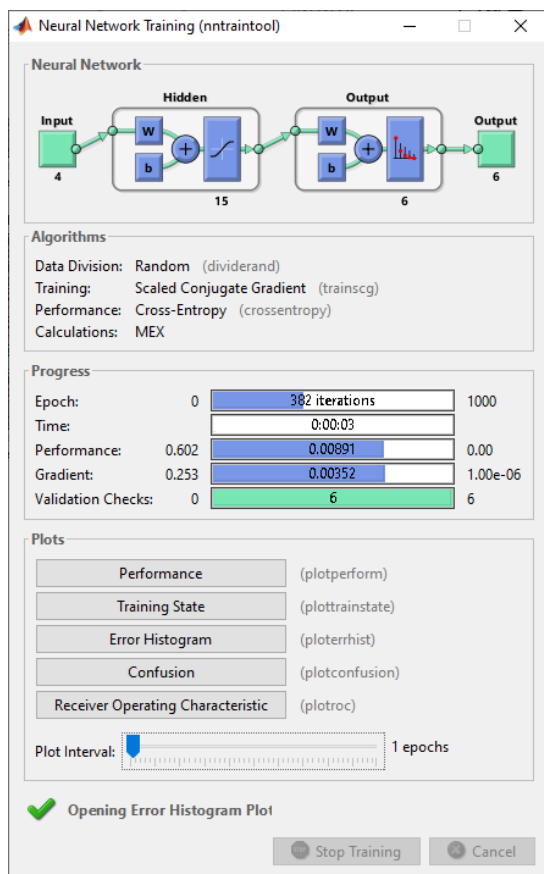 Neural Network Training (nntraintool)
Neural Network
Hidden
Output
Input
Output
W
b
+
W
b
+
4
15
6
6
Algorithms
Data Division: Random (dividerand)
Training: Scaled Conjugate Gradient (trainscg)
Performance: Cross-Entropy (crossentropy)
Calculations: MEX
Progress
Epoch: 0 382 iterations 1000
Time: 0:00:03
Performance: 0.602 0.00891 0.00
Gradient: 0.253 0.00352 1.00e-06
Validation Checks: 0 6 6
Plots
Performance (plotperform)
Training State (plottrainstate)
Error Histogram (ploterrhist)
Confusion (plotconfusion)
Receiver Operating Characteristic (plotroc)
Plot Interval: 1 epochs
Opening Error Histogram Plot
Stop Training Cancel